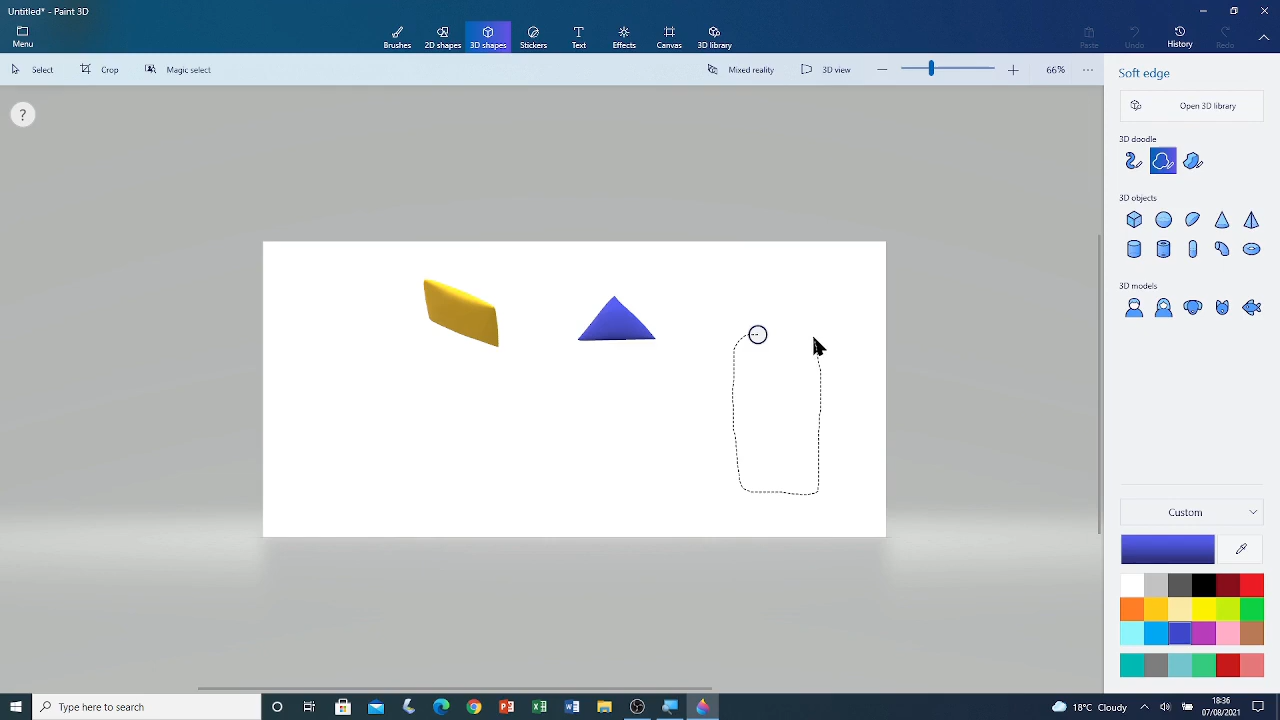 Untitled* - Paint 3D
Menu
Brushes
2D shapes
3D shapes
Stickers
Text
Effects
Canvas
3D library
Paste
Undo
History
Redo
Select
Crop
Magic select
Mixed reality
3D view
66%
Soft edge
?
Open 3D library
3D doodle
3D objects
3D models
Custom
Type here to search
18°C Cloudy
18:36
07/08/2021